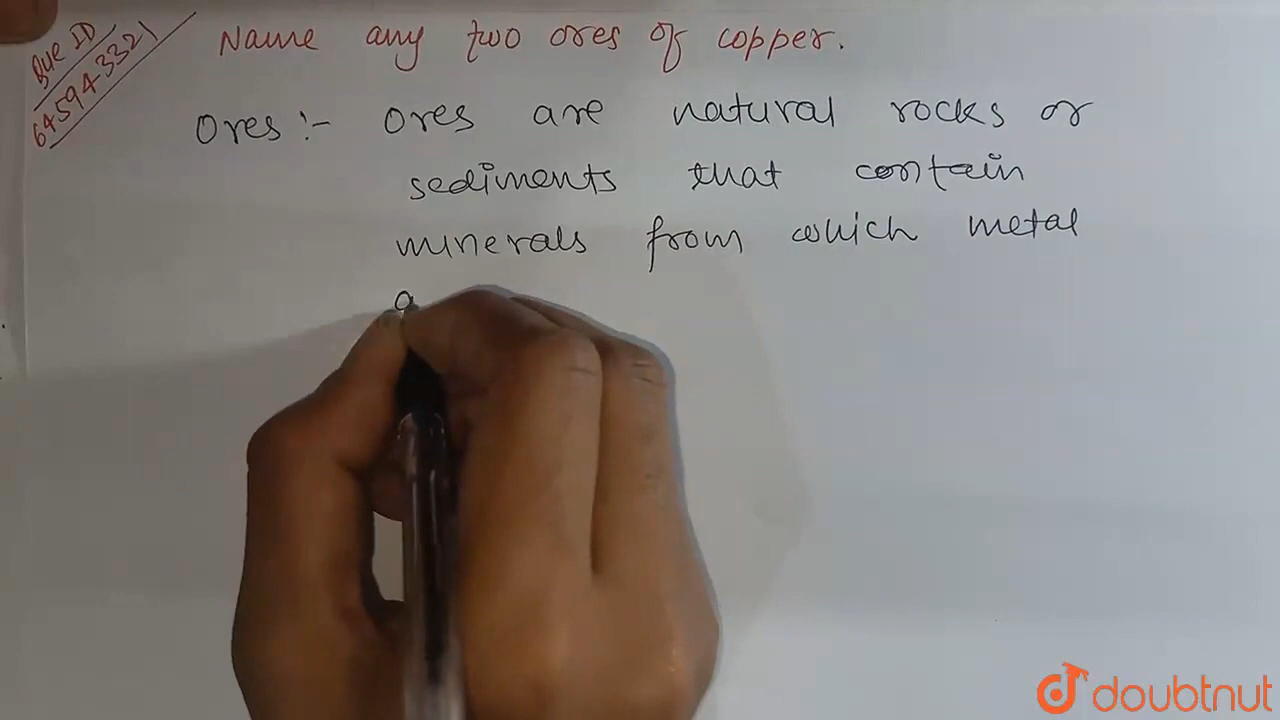 Name any two ores of copper.
Que ID
645943321
Ores :- Ores are natural rocks or
sediments that contain
minerals from which metal
a
doubtnut